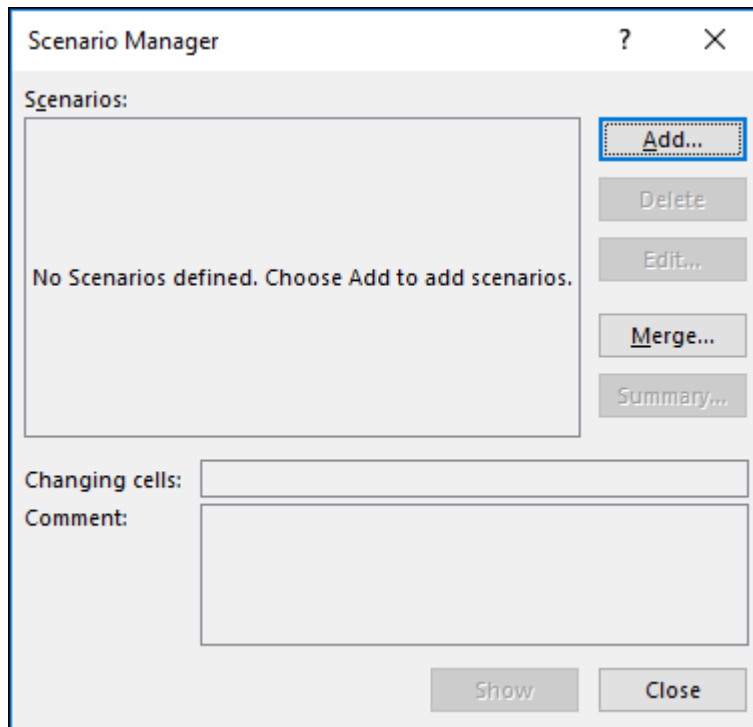 Scenario Manager ?
Scenarios:
Add...
Delete
No Scenarios defined. Choose Add to add scenarios.
Edit...
Merge...
Summary...
Changing cells:
Comment:
Show
Close